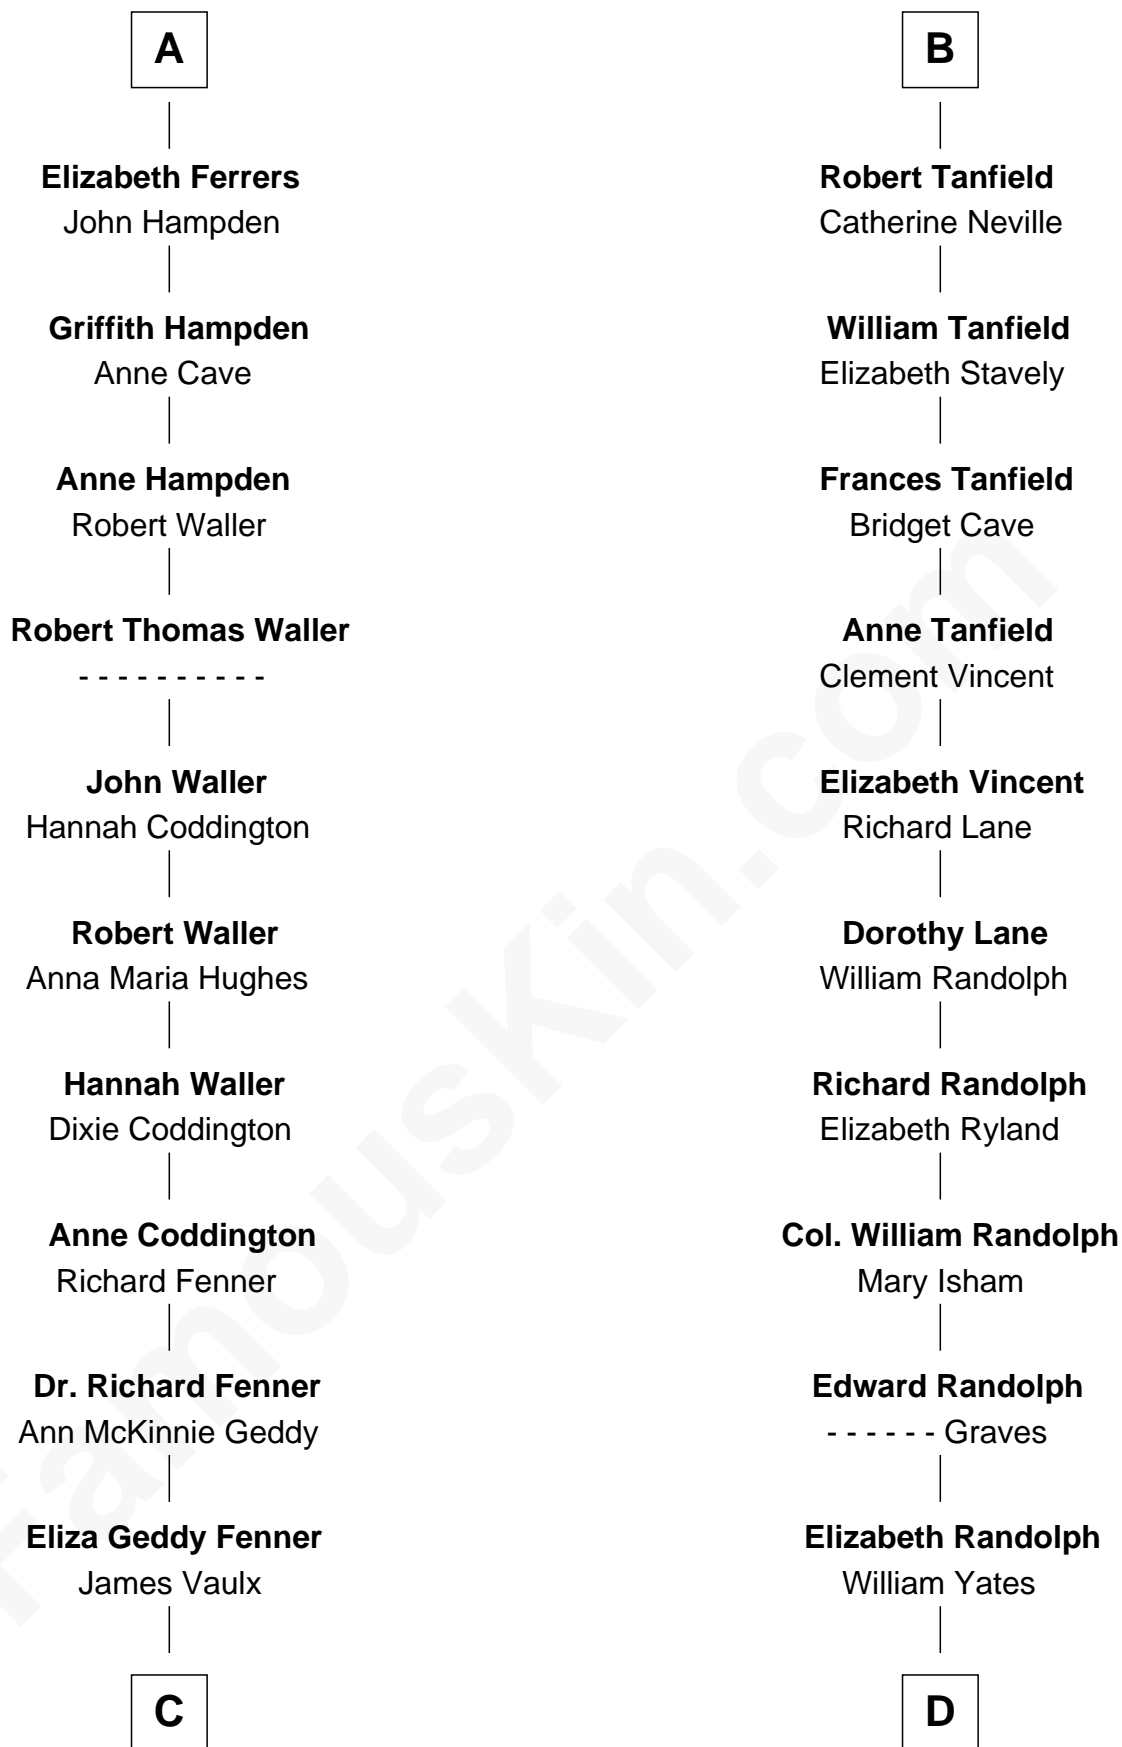 A
Elizabeth Ferrers
John Hampden
Griffith Hampden
Anne Cave
Anne Hampden
Robert Waller
Robert Thomas Waller
- - - - - - - - - -
John Waller
Hannah Coddington
Robert Waller
Anna Maria Hughes
Hannah Waller
Dixie Coddington
Anne Coddington
Richard Fenner
Dr. Richard Fenner
Ann McKinnie Geddy
Eliza Geddy Fenner
James Vaulx
C
B
Robert Tanfield
Catherine Neville
William Tanfield
Elizabeth Stavely
Frances Tanfield
Bridget Cave
Anne Tanfield
Clement Vincent
Elizabeth Vincent
Richard Lane
Dorothy Lane
William Randolph
Richard Randolph
Elizabeth Ryland
Col. William Randolph
Mary Isham
Edward Randolph
- - - - - - Graves
Elizabeth Randolph
William Yates
D
FamousKin.com